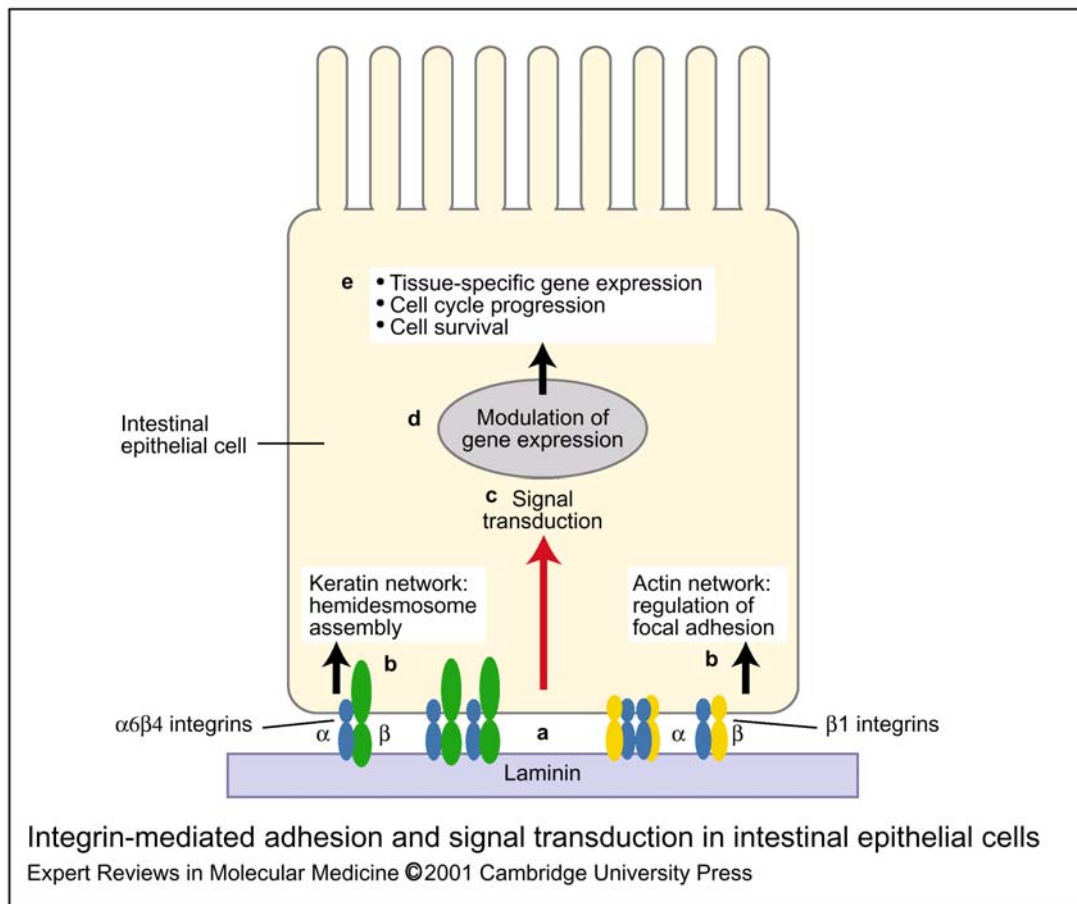 e
• Tissue-specific gene expression
• Cell cycle progression
• Cell survival
d
Modulation of
gene expression
Intestinal
epithelial cell
c Signal
transduction
Keratin network:
hemidesmosome
assembly
Actin network:
regulation of
focal adhesion
b
b
α6β4 integrins
α
β
a
α
β
β1 integrins
Laminin
Integrin-mediated adhesion and signal transduction in intestinal epithelial cells
Expert Reviews in Molecular Medicine ©2001 Cambridge University Press